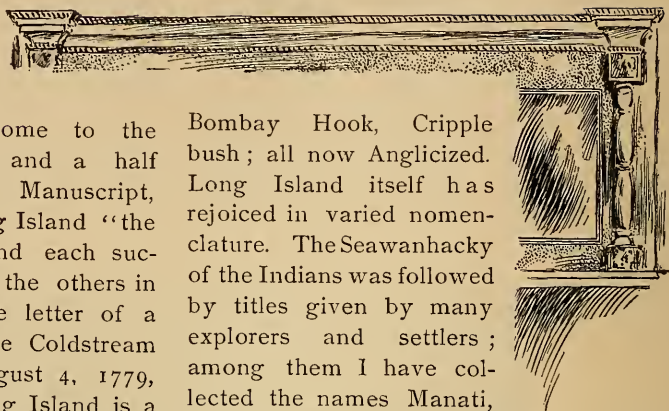 ome to the
and a half
Manuscript,
g Island “the
nd each suc-
the others in
e letter of a
e Coldstream
gust 4, 1779,
g Island is a
Bombay Hook, Cripple
bush ; all now Anglicized.
Long Island itself has
rejoiced in varied nomen-
clature. The Seawanhacky
of the Indians was followed
by titles given by many
explorers and settlers ;
among them I have col-
lected the names Manati,